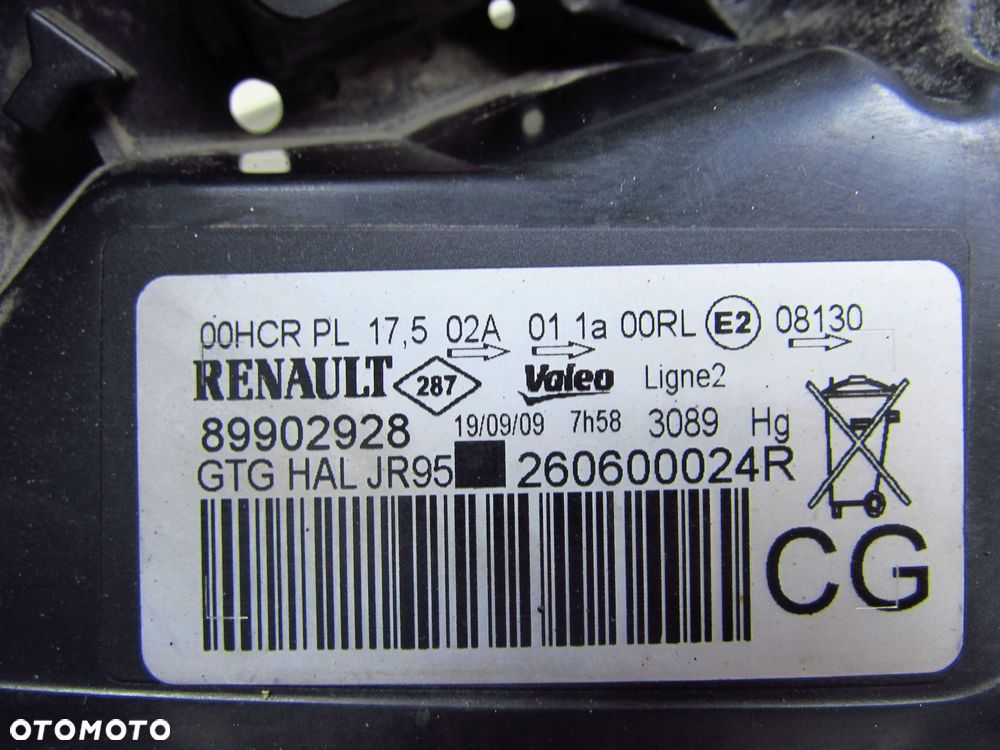 00HCR PL 17,5 02A 01 1a 00RL E2 08130
RENAULT 287 Valeo Ligne2
89902928 19/09/09 7h58 3089 Hg
GTG HAL JR95 260600024R
CG
OTOMOTO